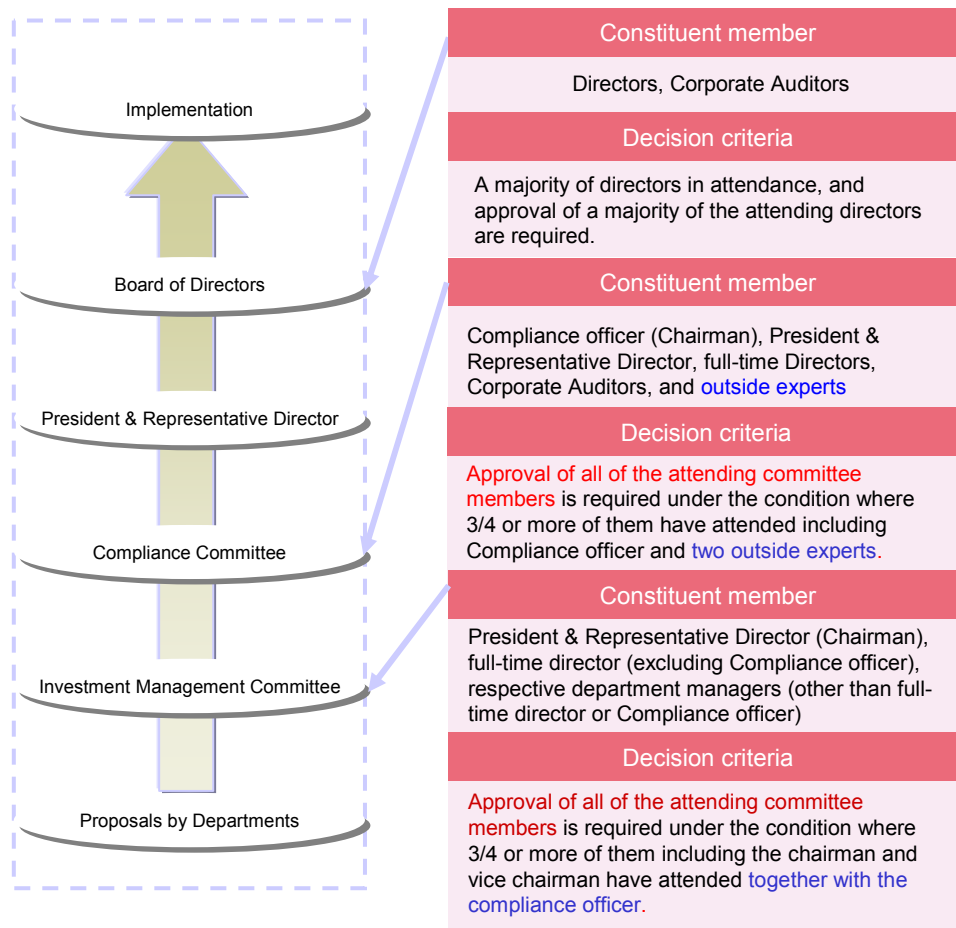 Implementation
Board of Directors
President & Representative Director
Compliance Committee
Investment Management Committee
Proposals by Departments
Constituent member
Directors, Corporate Auditors
Decision criteria
A majority of directors in attendance, and
approval of a majority of the attending directors
are required.
Constituent member
Compliance officer (Chairman), President &
Representative Director, full-time Directors,
Corporate Auditors, and outside experts
Decision criteria
Approval of all of the attending committee
members is required under the condition where
3/4 or more of them have attended including
Compliance officer and two outside experts.
Constituent member
President & Representative Director (Chairman),
full-time director (excluding Compliance officer),
respective department managers (other than full-
time director or Compliance officer)
Decision criteria
Approval of all of the attending committee
members is required under the condition where
3/4 or more of them including the chairman and
vice chairman have attended together with the
compliance officer.